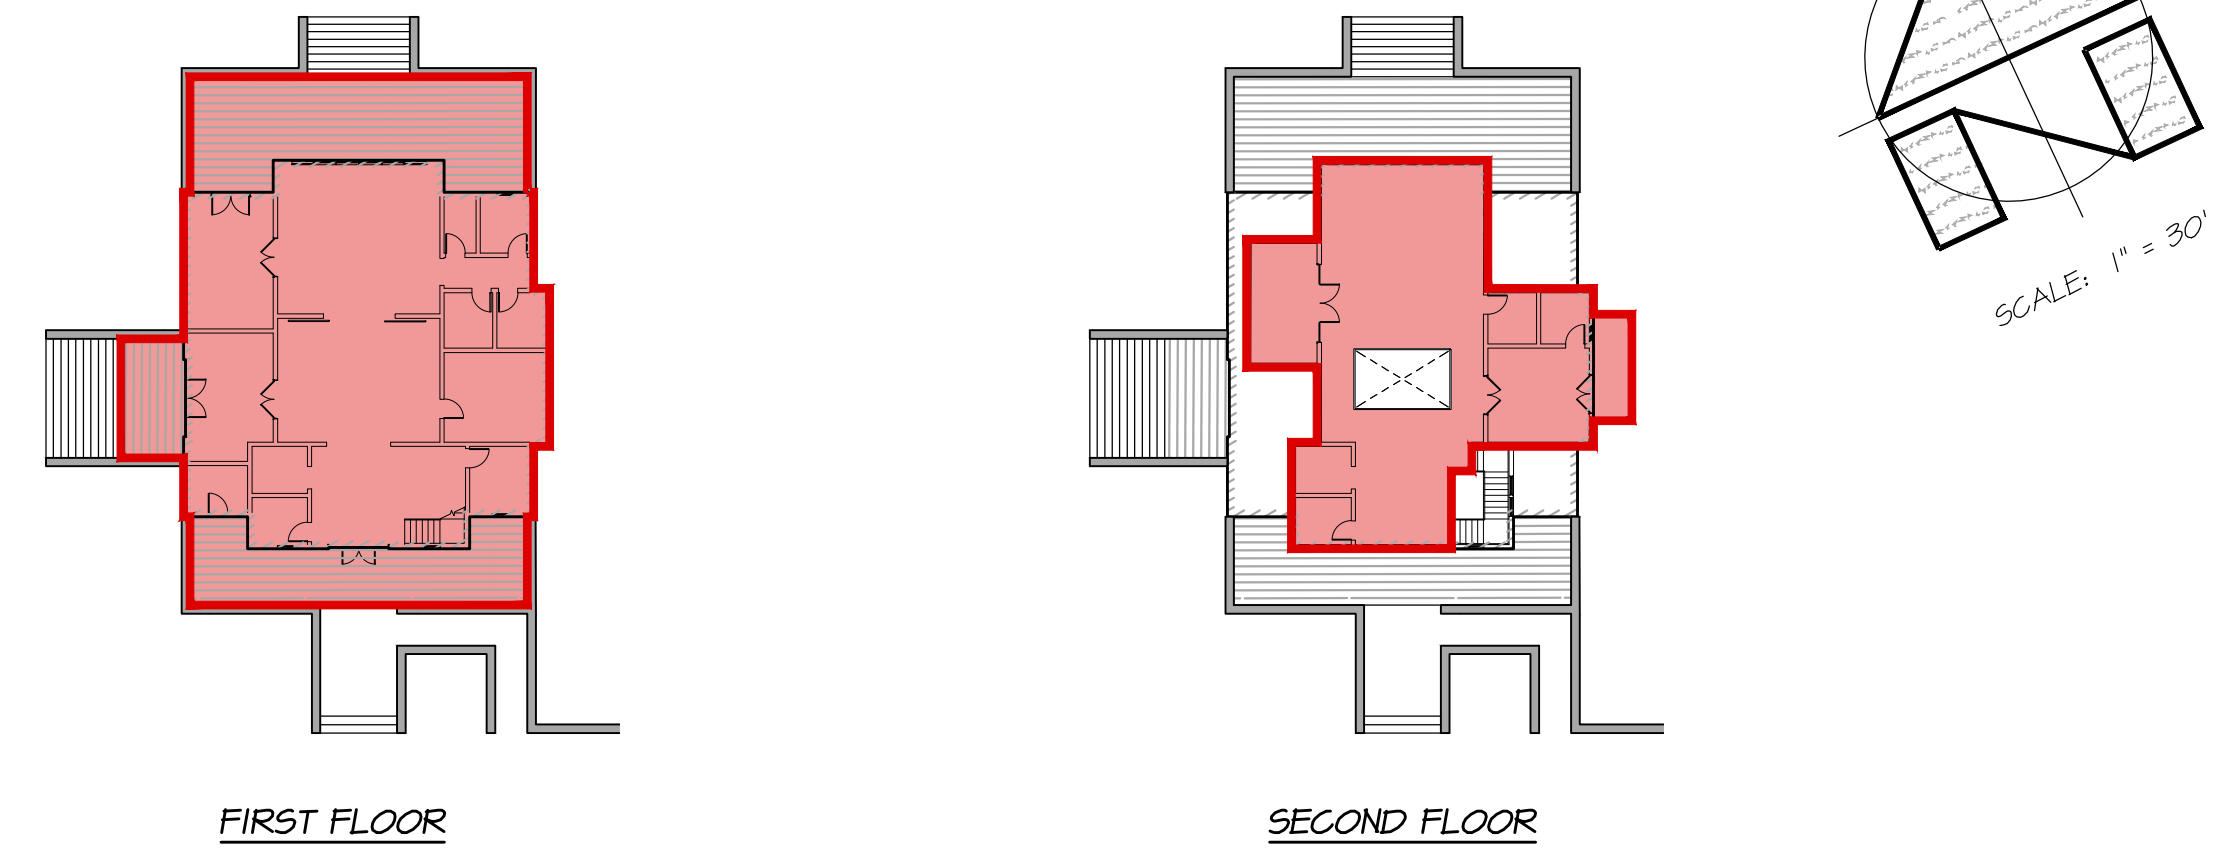 FIRST FLOOR
SECOND FLOOR
SCALE: 1" = 30'